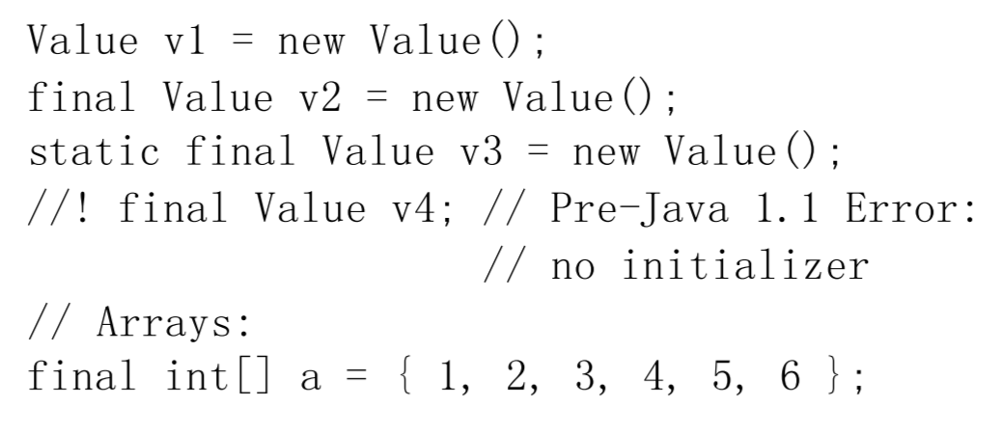 Value v1 = new Value();
final Value v2 = new Value();
static final Value v3 = new Value();
//! final Value v4; // Pre-Java 1.1 Error:
// no initializer
// Arrays:
final int[] a = { 1, 2, 3, 4, 5, 6 };